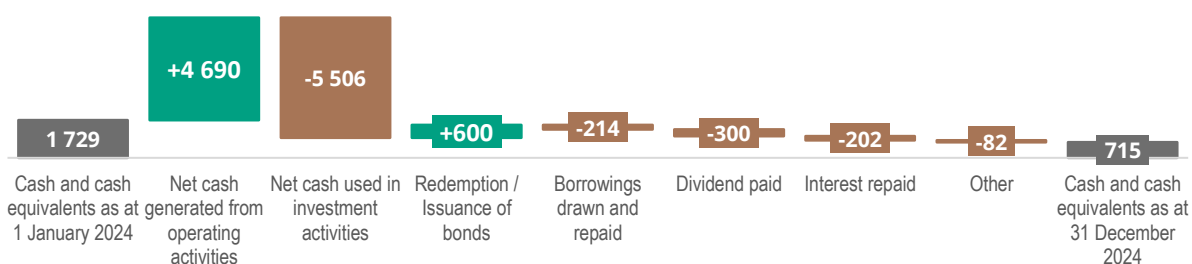 +4 690
-5 506
1 729
+600
-214
-300
-202
-82
715
Cash and cash
equivalents as at
1 January 2024
Net cash
generated from
operating
activities
Net cash used in
investment
activities
Redemption /
Issuance of
bonds
Borrowings
drawn and
repaid
Dividend paid
Interest repaid
Other
Cash and cash
equivalents as at
31 December
2024